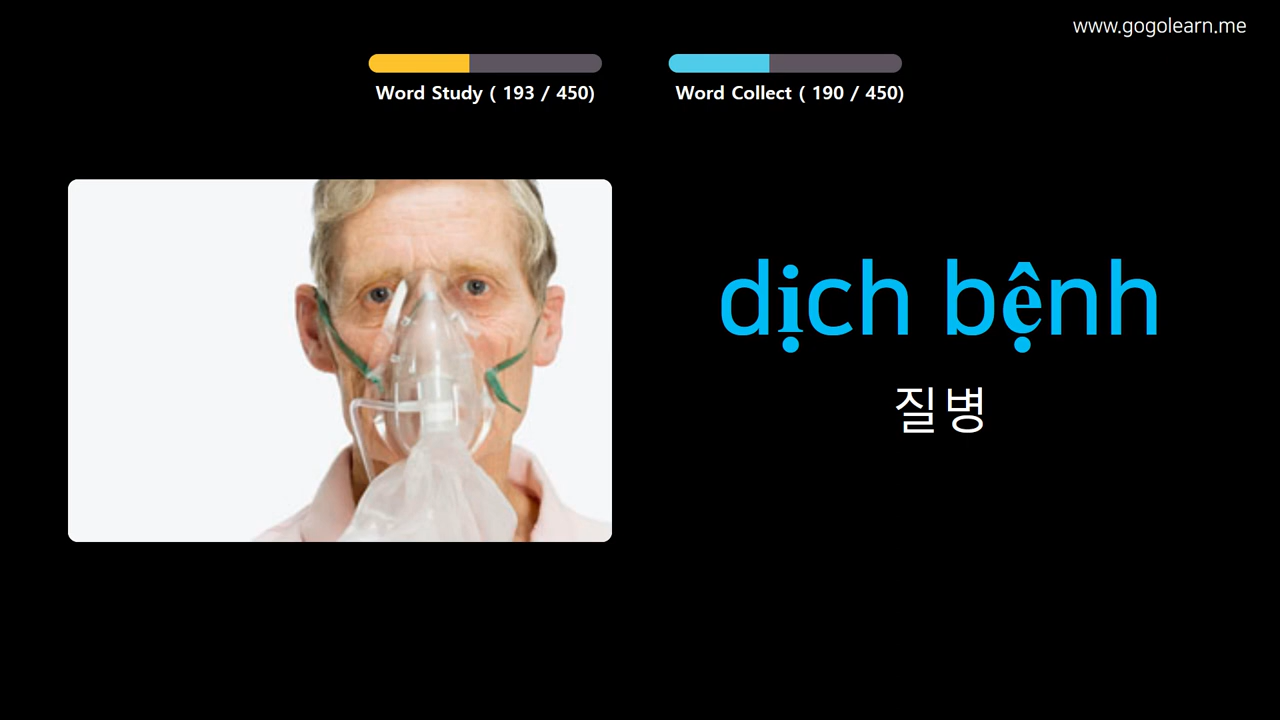 www.gogolearn.me
Word Study ( 193 / 450)
Word Collect ( 190 / 450)
dịch bệnh
질병